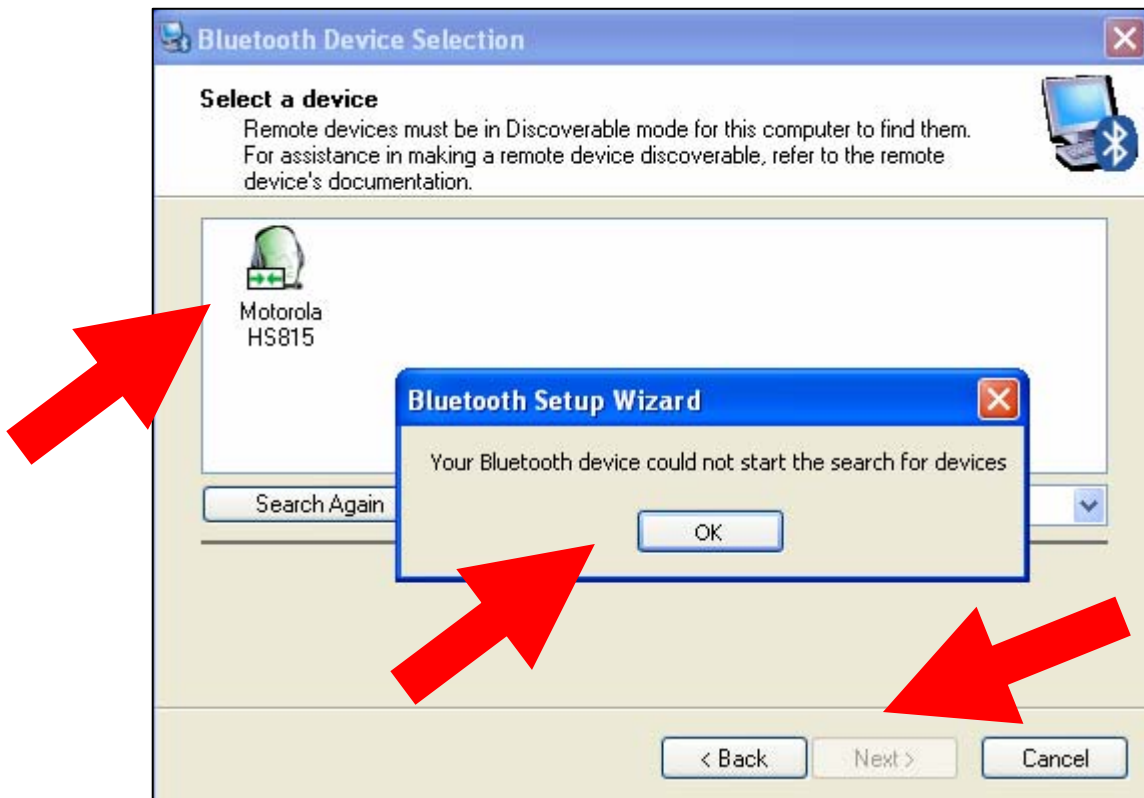 Bluetooth Device Selection
Select a device
Remote devices must be in Discoverable mode for this computer to find them.
For assistance in making a remote device discoverable, refer to the remote
device's documentation.
Motorola
HS815
Bluetooth Setup Wizard
Your Bluetooth device could not start the search for devices
OK
Search Again
< Back
Next >
Cancel